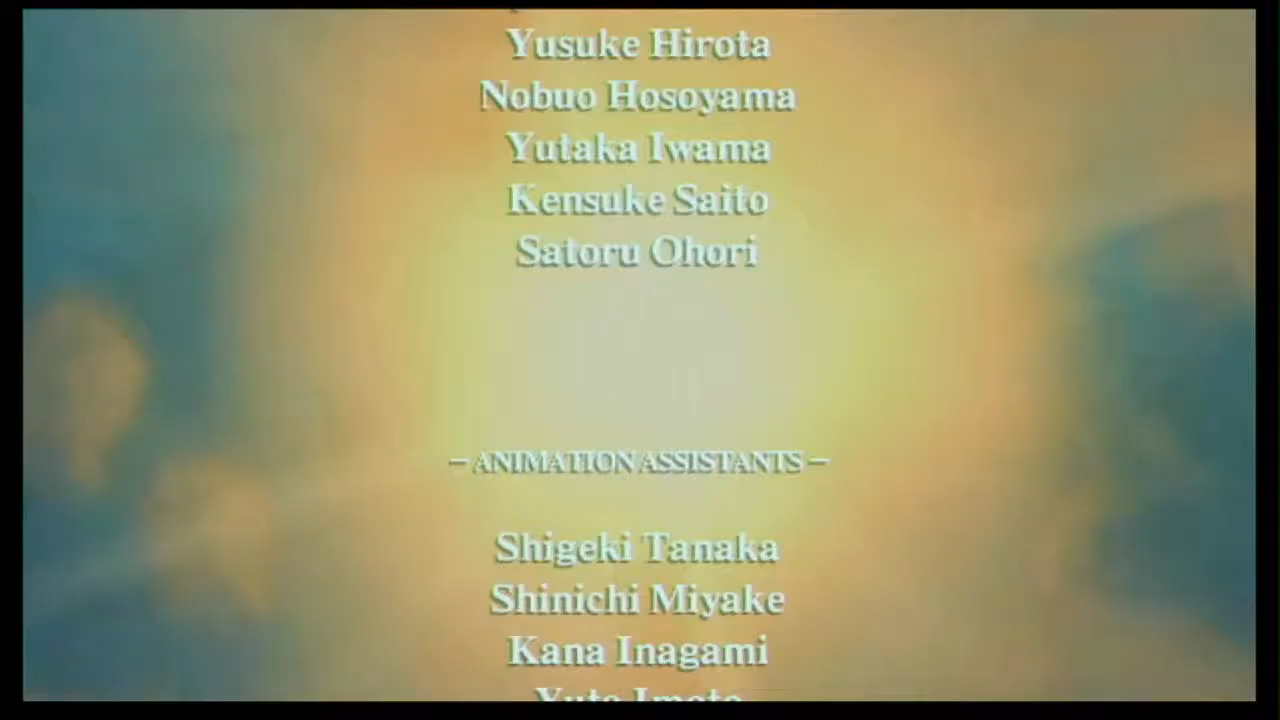 Yusuke Hirota
Nobuo Hosoyama
Yutaka Iwama
Kensuke Saito
Satoru Ohori
– ANIMATION ASSISTANTS –
Shigeki Tanaka
Shinichi Miyake
Kana Inagami